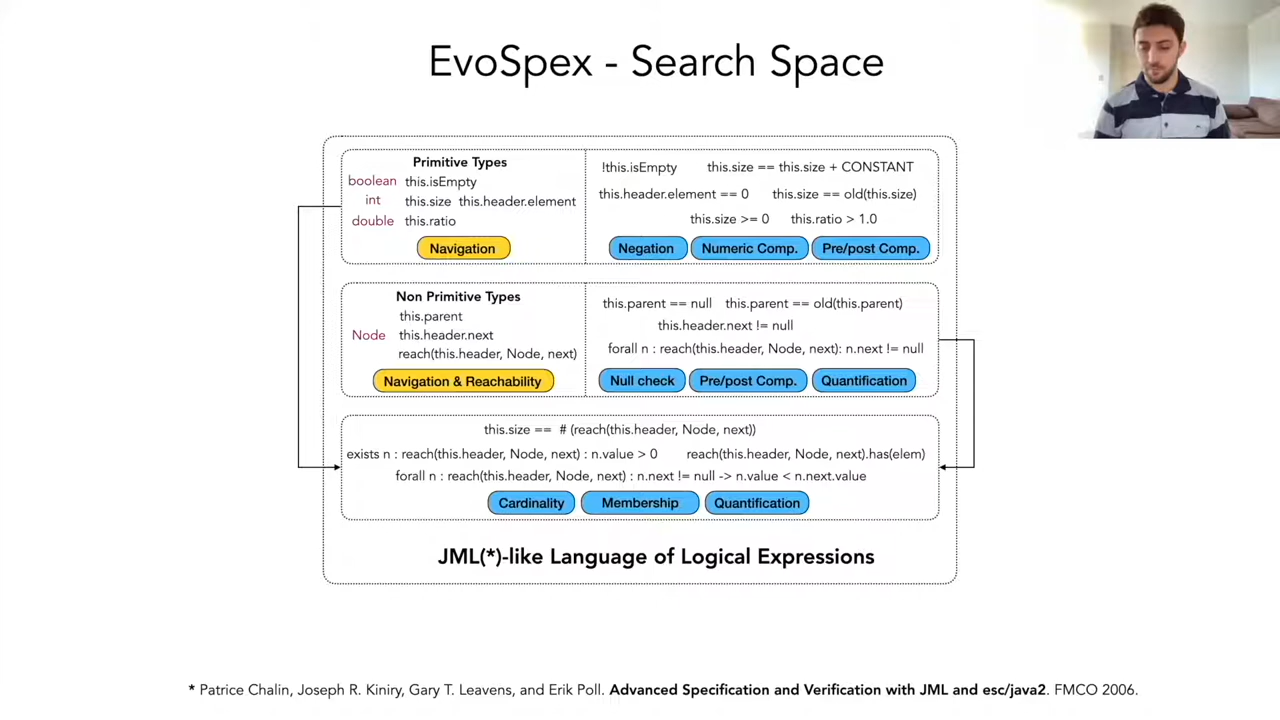 EvoSpex - Search Space
Primitive Types
boolean this.isEmpty
int this.size this.header.element
double this.ratio
Navigation
!this.isEmpty this.size == this.size + CONSTANT
this.header.element == 0 this.size == old(this.size)
this.size >= 0 this.ratio > 1.0
Negation Numeric Comp. Pre/post Comp.
Non Primitive Types
this.parent
Node this.header.next
reach(this.header, Node, next)
Navigation & Reachability
this.parent == null this.parent == old(this.parent)
this.header.next != null
forall n : reach(this.header, Node, next): n.next != null
Null check Pre/post Comp. Quantification
this.size == # (reach(this.header, Node, next))
exists n : reach(this.header, Node, next) : n.value > 0 reach(this.header, Node, next).has(elem)
forall n : reach(this.header, Node, next) : n.next != null -> n.value < n.next.value
Cardinality Membership Quantification
JML(*)-like Language of Logical Expressions
* Patrice Chalin, Joseph R. Kiniry, Gary T. Leavens, and Erik Poll. Advanced Specification and Verification with JML and esc/java2. FMCO 2006.